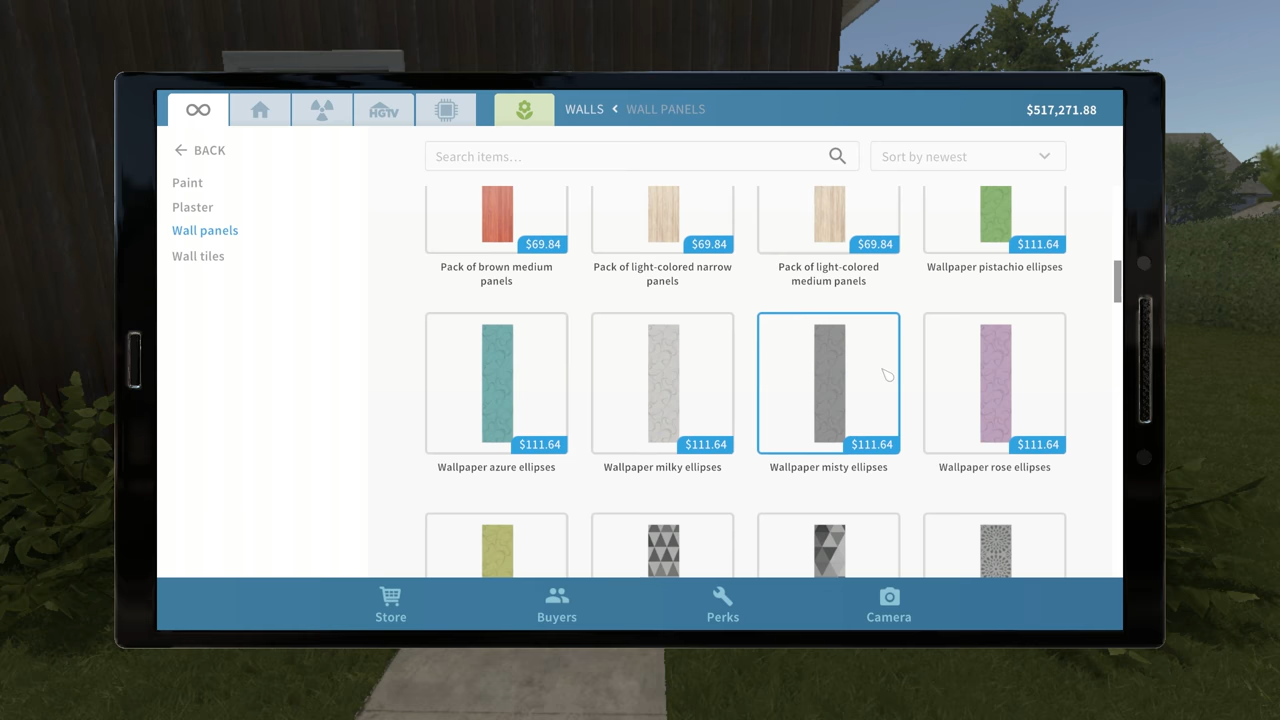 HGTV
WALLS < WALL PANELS
$517,271.88
BACK
Search items...
Sort by newest
Paint
Plaster
Wall panels
Wall tiles
$69.84
$69.84
$69.84
$111.64
Pack of brown medium
panels
Pack of light-colored narrow
panels
Pack of light-colored
medium panels
Wallpaper pistachio ellipses
$111.64
$111.64
$111.64
$111.64
Wallpaper azure ellipses
Wallpaper milky ellipses
Wallpaper misty ellipses
Wallpaper rose ellipses
Store
Buyers
Perks
Camera